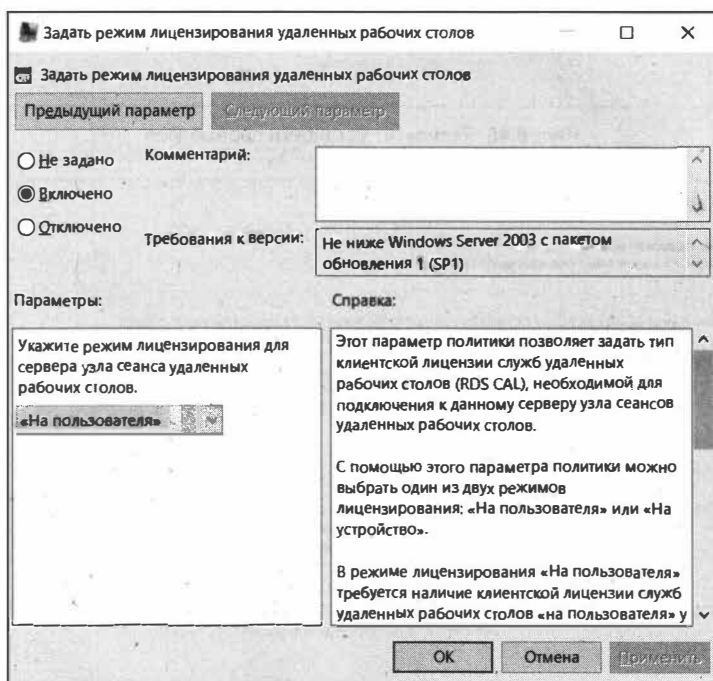 Задать режим лицензирования удаленных рабочих столов
Задать режим лицензирования удаленных рабочих столов
Предыдущий параметр
Следующий параметр
Не задано
Включено
Отключено
Комментарий:
Требования к версии:
Не ниже Windows Server 2003 с пакетом
обновления 1 (SP1)
Параметры:
Справка:
Укажите режим лицензирования для
сервера узла сеанса удаленных
рабочих столов.
«На пользователя»
Этот параметр политики позволяет задать тип
клиентской лицензии служб удаленных
рабочих столов (RDS CAL), необходимой для
подключения к данному серверу узла сеансов
удаленных рабочих столов.
С помощью этого параметра политики можно
выбрать один из двух режимов
лицензирования: «На пользователя» или «На
устройство».
В режиме лицензирования «На пользователя»
требуется наличие клиентской лицензии служб
удаленных рабочих столов «на пользователя» у
ОК
Отмена
Применить